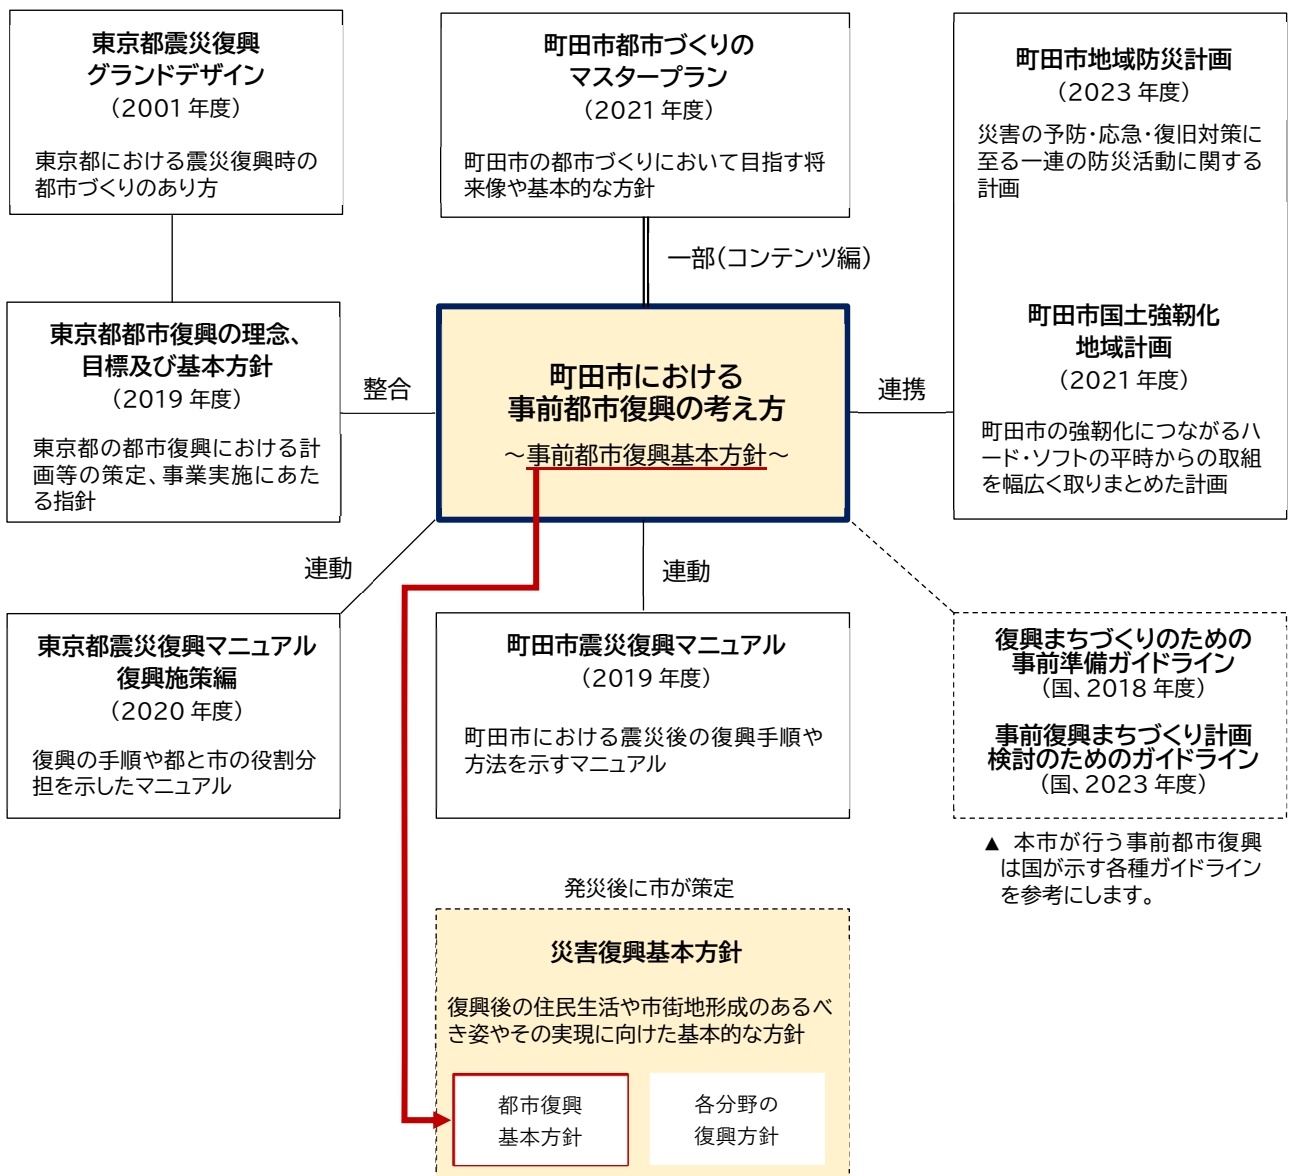 東京都震災復興
グランドデザイン
（2001 年度）
東京都における震災復興時の
都市づくりのあり方
町田市都市づくりの
マスタープラン
（2021 年度）
町田市の都市づくりにおいて目指す将
来像や基本的な方針
町田市地域防災計画
（2023 年度）
災害の予防・応急・復旧対策に
至る一連の防災活動に関する
計画
一部（コンテンツ編）
東京都都市復興の理念、
目標及び基本方針
（2019 年度）
東京都の都市復興における計
画等の策定、事業実施にあた
る指針
整合
町田市における
事前都市復興の考え方
～事前都市復興基本方針～
連携
町田市国土強靭化
地域計画
（2021 年度）
町田市の強靭化につながるハ
ード・ソフトの平時からの取組
を幅広く取りまとめた計画
連動
連動
東京都震災復興マニュアル
復興施策編
（2020 年度）
復興の手順や都と市の役割分
担を示したマニュアル
町田市震災復興マニュアル
（2019 年度）
町田市における震災後の復興手順や
方法を示すマニュアル
復興まちづくりのための
事前準備ガイドライン
（国、2018 年度）
事前復興まちづくり計画
検討のためのガイドライン
（国、2023 年度）
▲ 本市が行う事前都市復興
は国が示す各種ガイドライン
を参考にします。
発災後に市が策定
災害復興基本方針
復興後の住民生活や市街地形成のあるべ
き姿やその実現に向けた基本的な方針
都市復興
基本方針
各分野の
復興方針